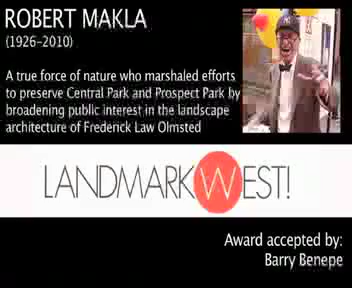 ROBERT MAKLA
(1926-2010)
A true force of nature who marshaled efforts
to preserve Central Park and Prospect Park by
broadening public interest in the landscape
architecture of Frederick Law Olmsted
LANDMARKWEST!
Award accepted by:
Barry Benepe